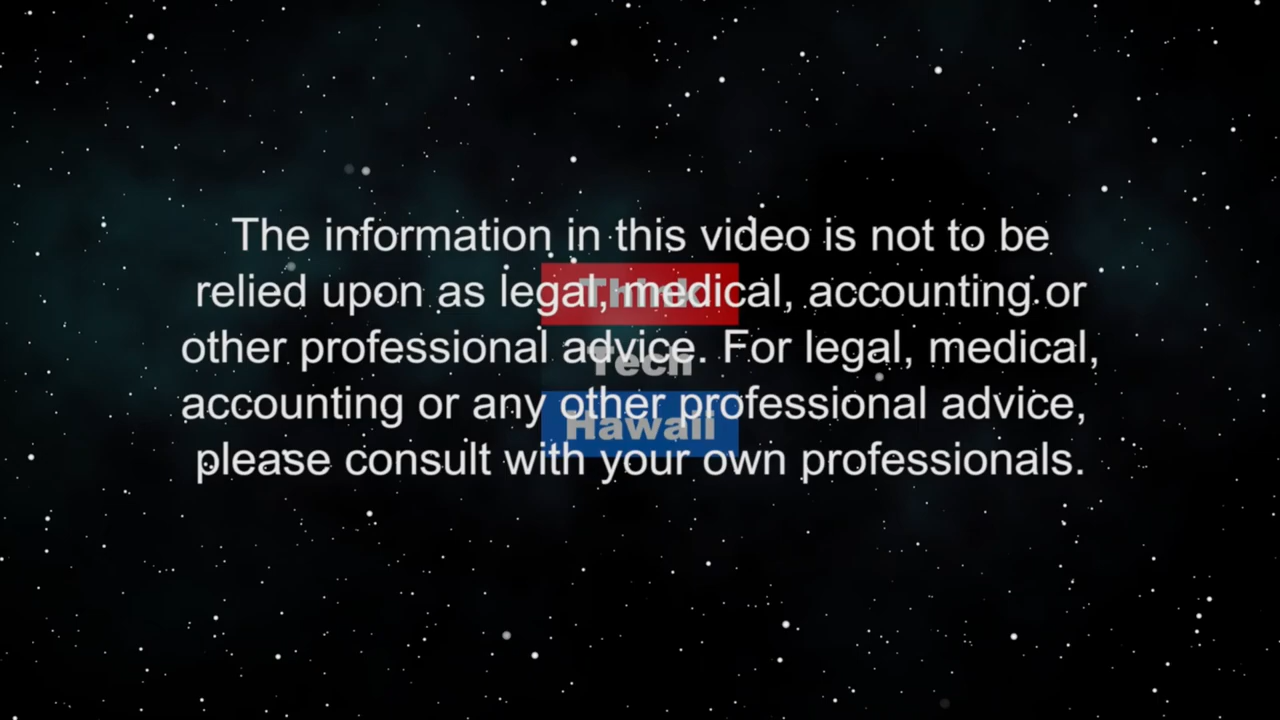 The information in this video is not to be
relied upon as legal, medical, accounting or
other professional advice. For legal, medical,
accounting or any other professional advice,
please consult with your own professionals.
Think
Tech
Hawaii